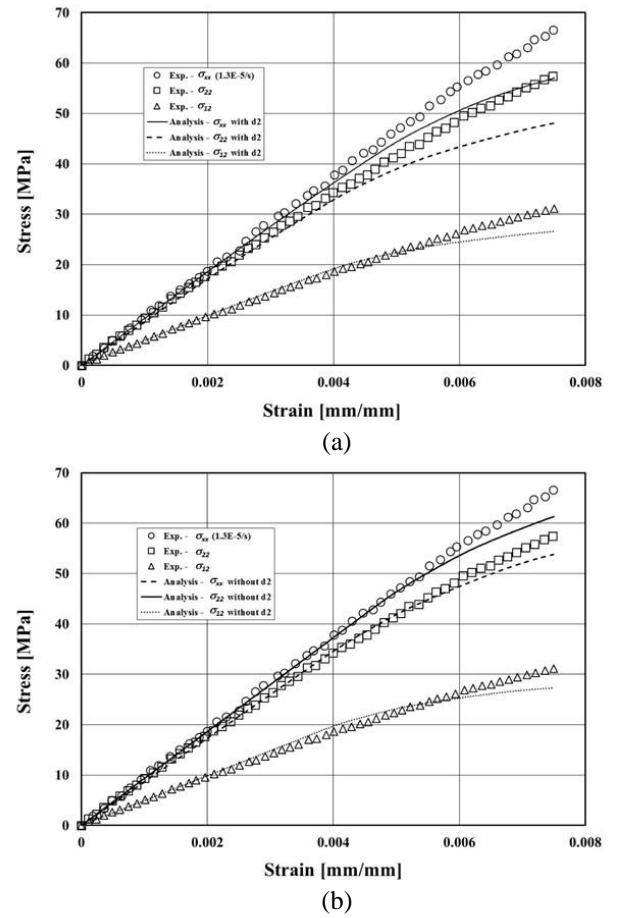 70
60
50
40
30
20
10
0
Stress [MPa]
Exp. - σxx (1.3E-5/s)
Exp. - σ22
Exp. - σ12
Analysis - σxx with d2
Analysis - σ22 with d2
Analysis - σ12 with d2
0 0.002 0.004 0.006 0.008
Strain [mm/mm]
(a)
70
60
50
40
30
20
10
0
Stress [MPa]
Exp. - σxx (1.3E-5/s)
Exp. - σ22
Exp. - σ12
Analysis - σxx without d2
Analysis - σ22 without d2
Analysis - σ12 without d2
0 0.002 0.004 0.006 0.008
Strain [mm/mm]
(b)